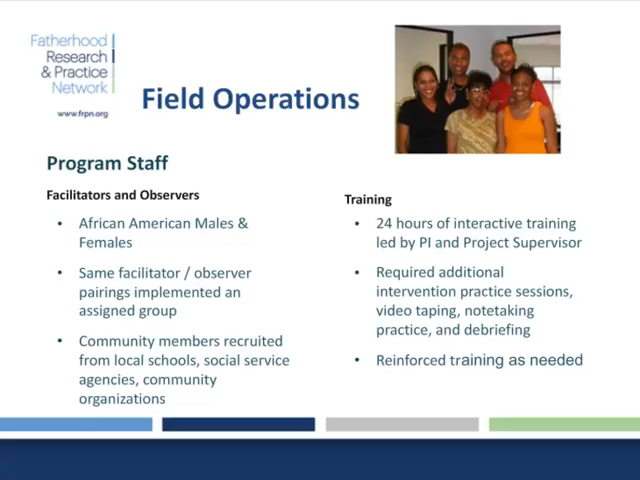 Fatherhood
Research
& Practice
Network
www.frpn.org
Field Operations
Program Staff
Facilitators and Observers
• African American Males &
Females
• Same facilitator / observer
pairings implemented an
assigned group
• Community members recruited
from local schools, social service
agencies, community
organizations
Training
• 24 hours of interactive training
led by PI and Project Supervisor
• Required additional
intervention practice sessions,
video taping, notetaking
practice, and debriefing
• Reinforced training as needed